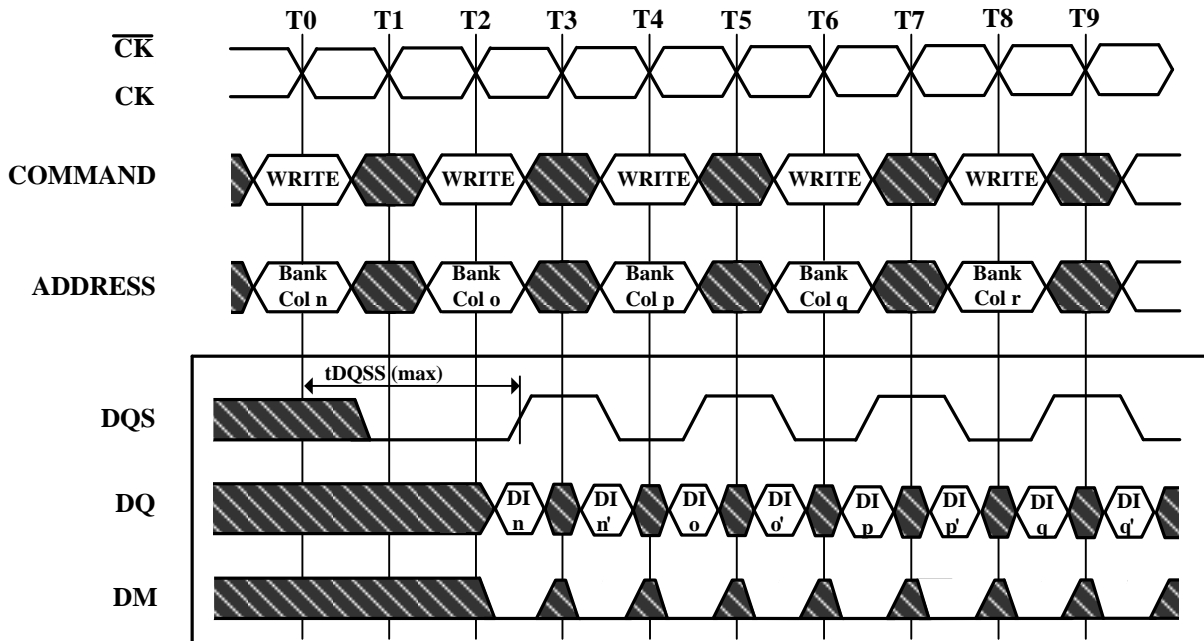 T0 T1 T2 T3 T4 T5 T6 T7 T8 T9
CK
CK
COMMAND WRITE WRITE WRITE WRITE WRITE
ADDRESS Bank Bank Bank Bank Bank
Col n Col o Col p Col q Col r
tDQSS (max)
DQS
DQ DI DI DI DI DI DI DI DI
n n' o o' p p' q q'
DM